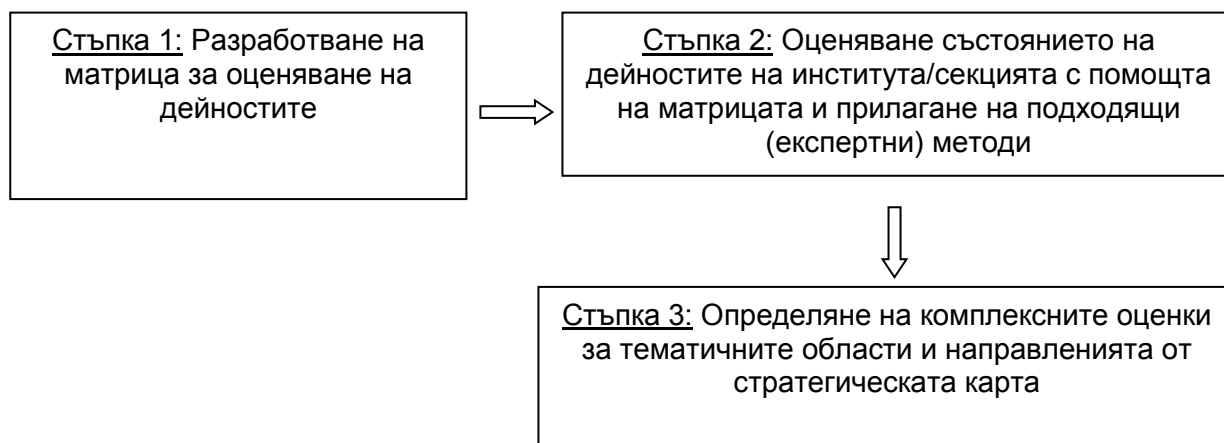 Стъпка 1: Разработване на
матрица за оценяване на
дейностите
Стъпка 2: Оценяване състоянието на
дейностите на института/секцията с помощта
на матрицата и прилагане на подходящи
(експертни) методи
Стъпка 3: Определяне на комплексните оценки
за тематичните области и направленията от
стратегическата карта